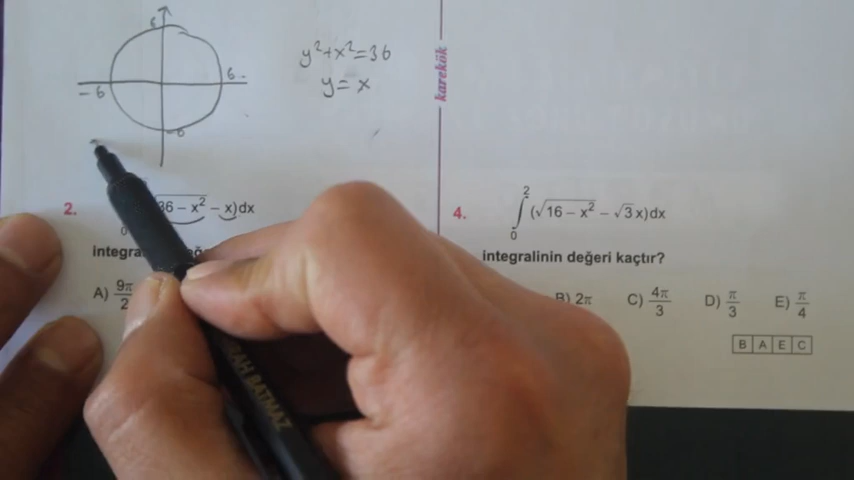 6
6
-6
-6
y²+x²=36
y = x
karekök
2.
0
36 − x² − x)dx
A) 9π/2
4.
2
∫(√16 − x² − √3x)dx
0
integralinin değeri kaçtır?
B) 2π C) 4π/3 D) π/3 E) π/4
B A E C